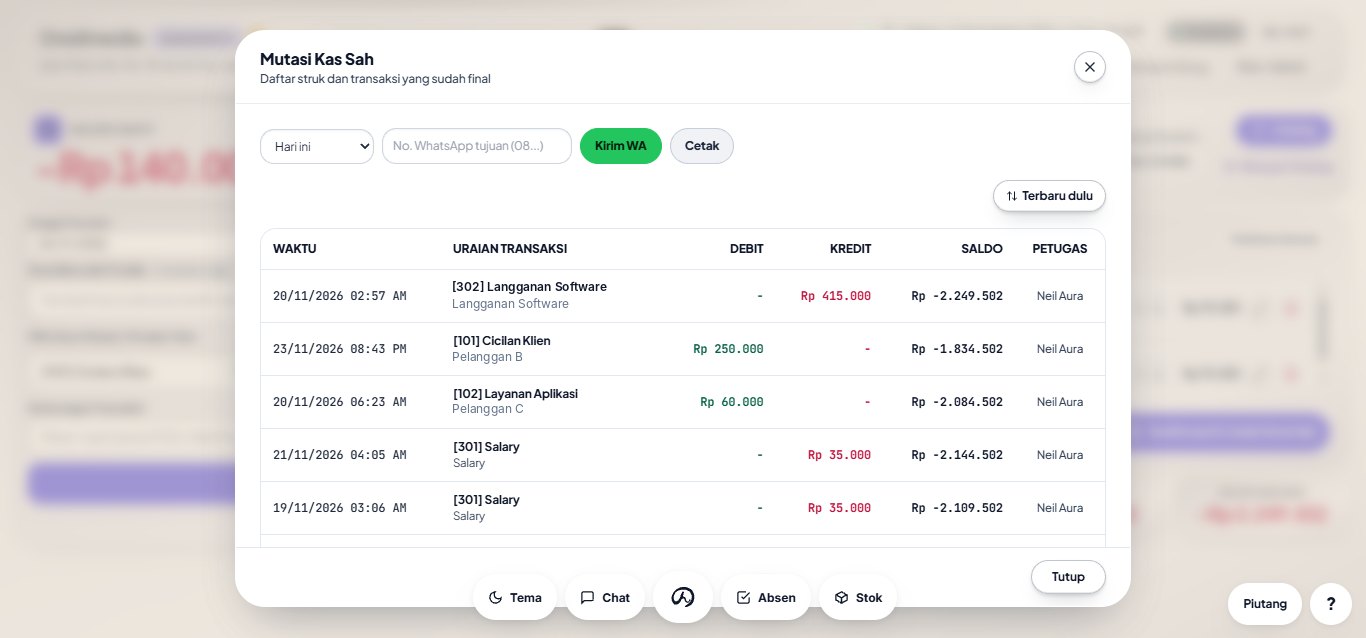 Mutasi Kas Sah
Daftar struk dan transaksi yang sudah final
Hari ini
No. WhatsApp tujuan (08...)
Kirim WA
Cetak
Terbaru dulu
WAKTU URAIAN TRANSAKSI DEBIT KREDIT SALDO PETUGAS
20/11/2026 02:57 AM [302] Langganan Software - Rp 415.000 Rp -2.249.502 Neil Aura
Langganan Software
23/11/2026 08:43 PM [101] Cicilan Klien Rp 250.000 - Rp -1.834.502 Neil Aura
Pelanggan B
20/11/2026 06:23 AM [102] Layanan Aplikasi Rp 60.000 - Rp -2.084.502 Neil Aura
Pelanggan C
21/11/2026 04:05 AM [301] Salary - Rp 35.000 Rp -2.144.502 Neil Aura
Salary
19/11/2026 03:06 AM [301] Salary - Rp 35.000 Rp -2.109.502 Neil Aura
Salary
Tutup
Tema
Chat
Absen
Stok
Piutang
?